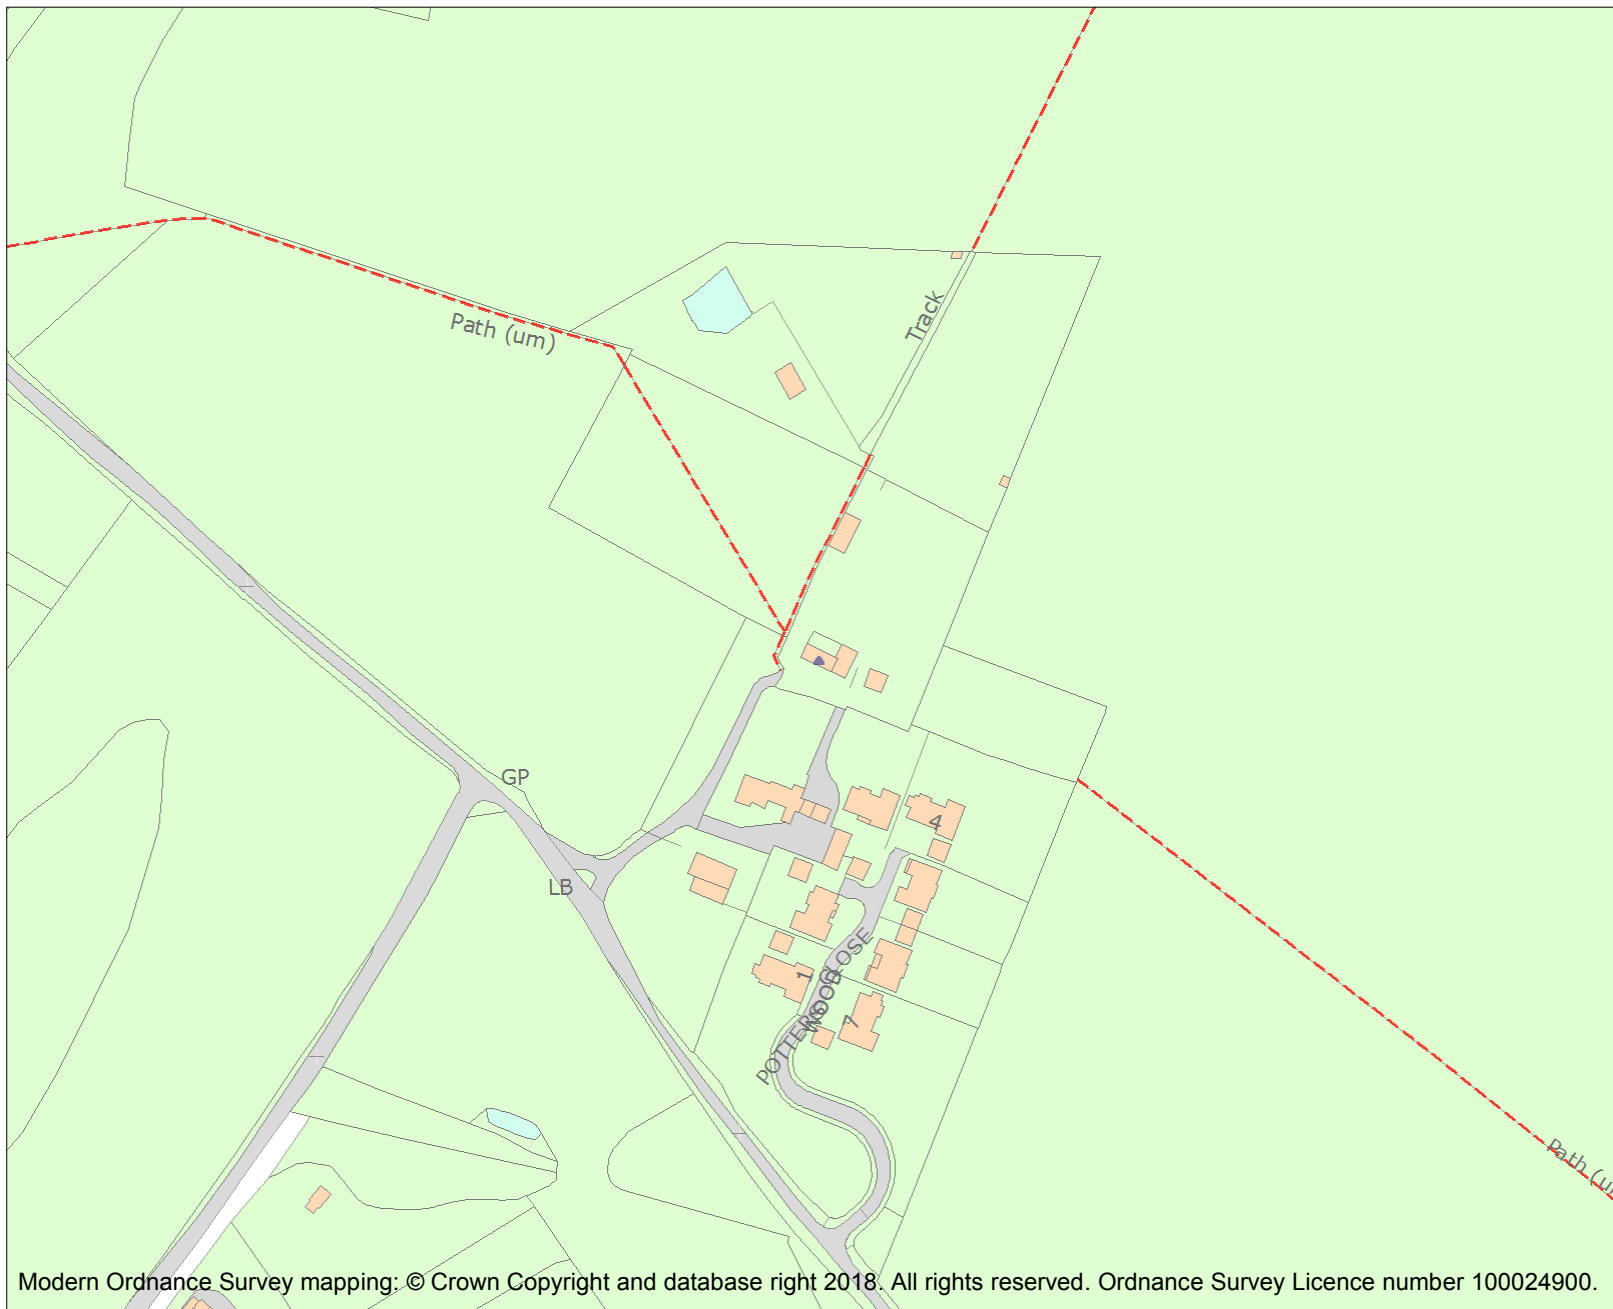 Track
Path (um)
GP
4
LB
1
POTTERS WOOD CLOSE
7
Path (u
Modern Ordnance Survey mapping: © Crown Copyright and database right 2018. All rights reserved. Ordnance Survey Licence number 100024900.